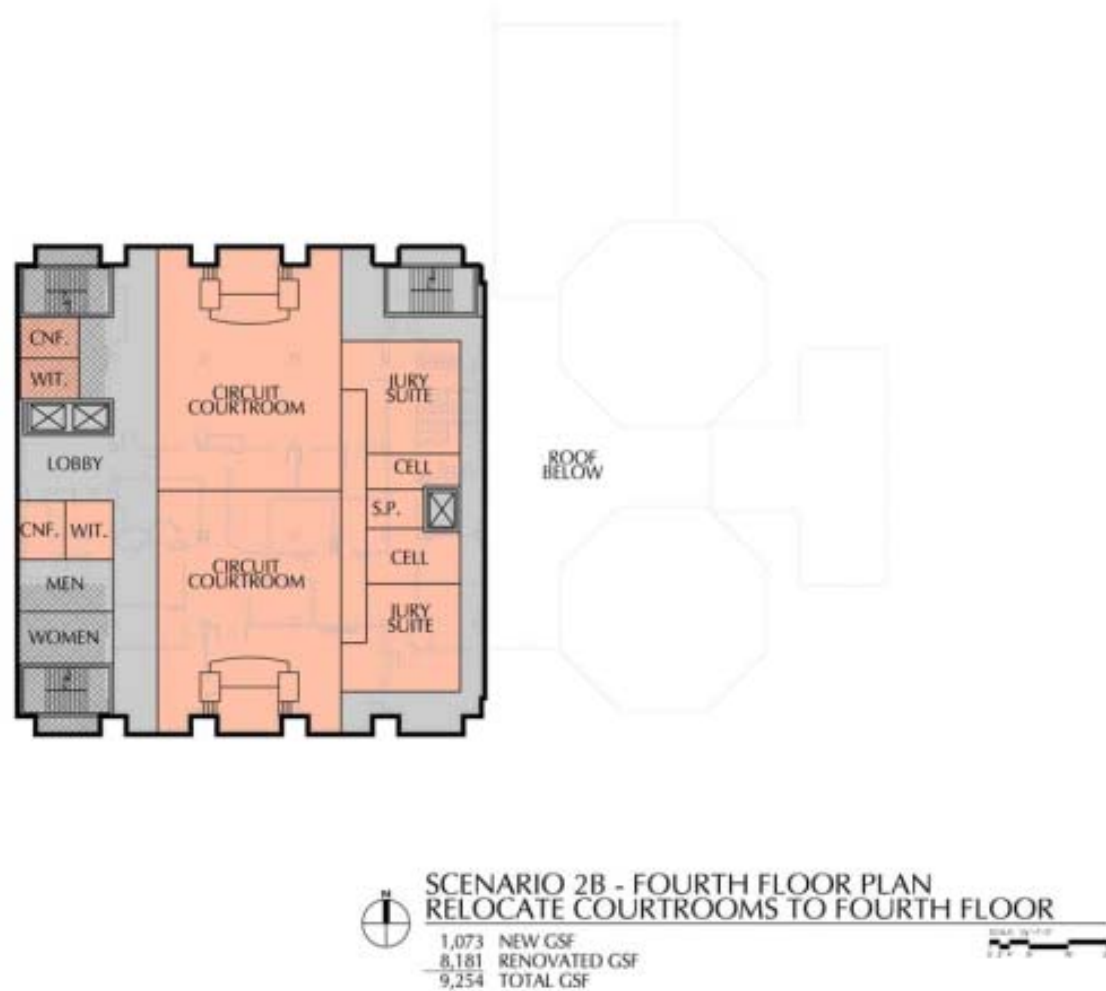 CNF.
WIT.
CIRCUIT
COURTROOM
JURY
SUITE
LOBBY
CELL
ROOF
BELOW
S.P.
CNF. WIT.
CIRCUIT
COURTROOM
CELL
MEN
JURY
SUITE
WOMEN
N
SCENARIO 2B - FOURTH FLOOR PLAN
RELOCATE COURTROOMS TO FOURTH FLOOR
1,073 NEW GSF
8,181 RENOVATED GSF
9,254 TOTAL GSF